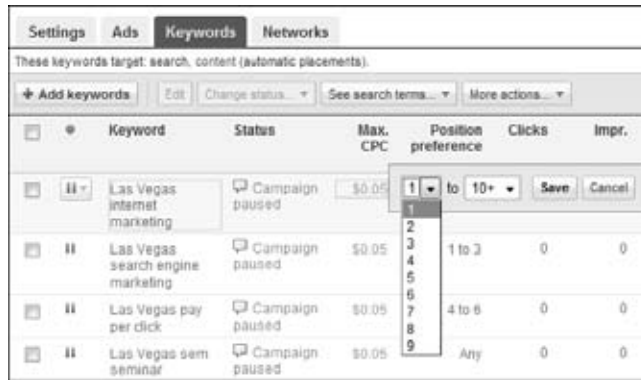 Settings Ads Keywords Networks
These keywords target: search, content (automatic placements).
+ Add keywords Edit Change status... See search terms... More actions...
Keyword Status Max. Position Clicks Impr.
CPC preference
Las Vegas Campaign $0.05 1 to 10+ Save Cancel
internet paused 1
marketing 2
3
Las Vegas Campaign $0.05 1 to 3 0 0
search engine paused 4
marketing 5
6
Las Vegas pay Campaign $0.05 7 4 to 6 0 0
per click paused 8
Las Vegas sem Campaign $0.05 9 Any 0 0
seminar paused